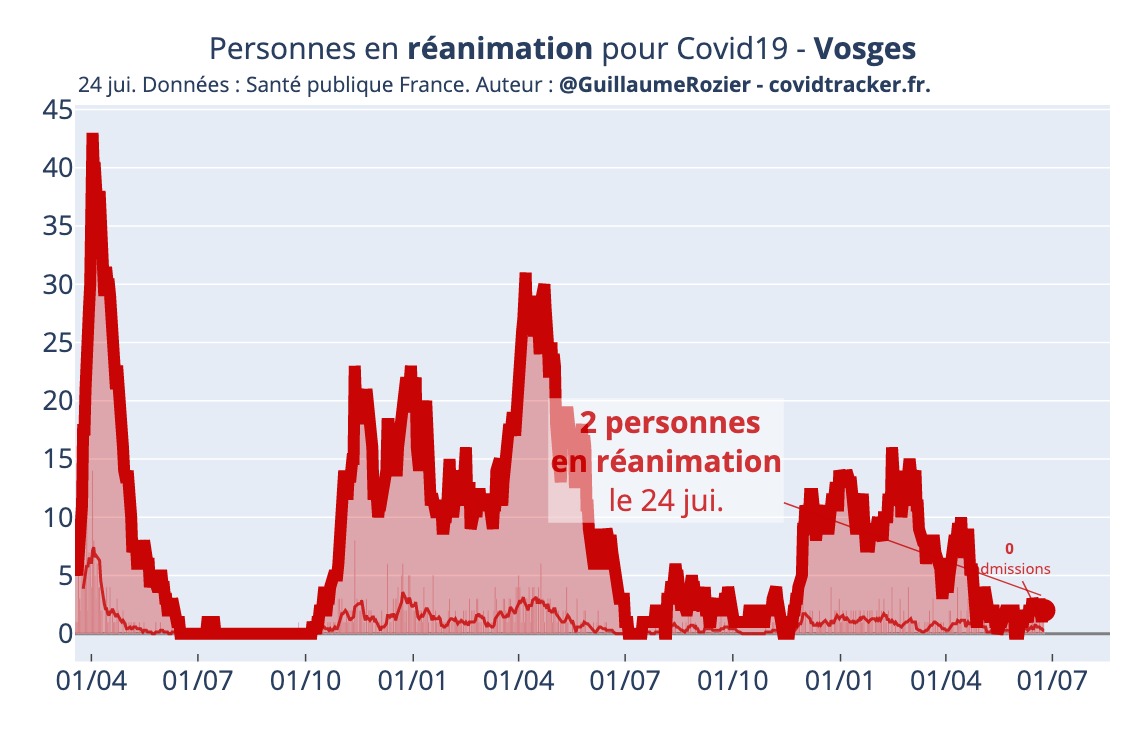 Personnes en réanimation pour Covid19 - Vosges
24 jui. Données : Santé publique France. Auteur : @GuillaumeRozier - covidtracker.fr.
45
40
35
30
25
20
15
10
5
0
2 personnes
en réanimation
le 24 jui.
0
admissions
01/04 01/07 01/10 01/01 01/04 01/07 01/10 01/01 01/04 01/07